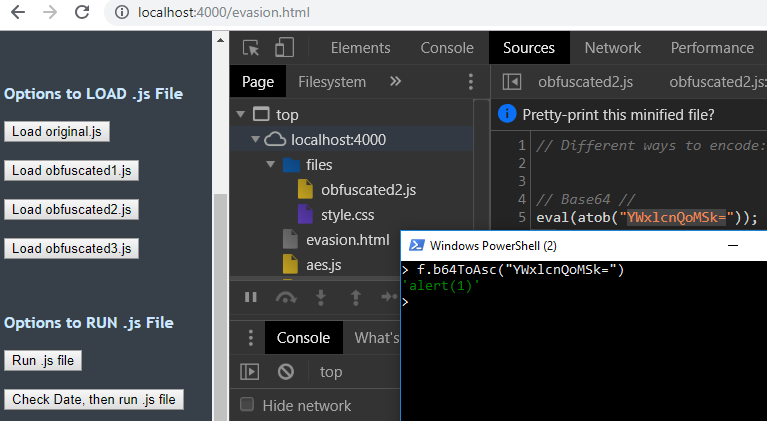 localhost:4000/evasion.html
Options to LOAD .js File
Load original.js
Load obfuscated1.js
Load obfuscated2.js
Load obfuscated3.js
Options to RUN .js File
Run .js file
Check Date, then run .js file
Elements Console Sources Network Performance
Page Filesystem »
top
localhost:4000
files
obfuscated2.js
style.css
evasion.html
aes.js
obfuscated2.js obfuscated2.js:
i Pretty-print this minified file?
1 // Different ways to encode:
2
3
4 // Base64 //
5 eval(atob("YWxlcnQoMSk="));
Windows PowerShell (2)
> f.b64ToAsc("YWxlcnQoMSk=")
'alert(1)'
>
Console What's
top
Hide network